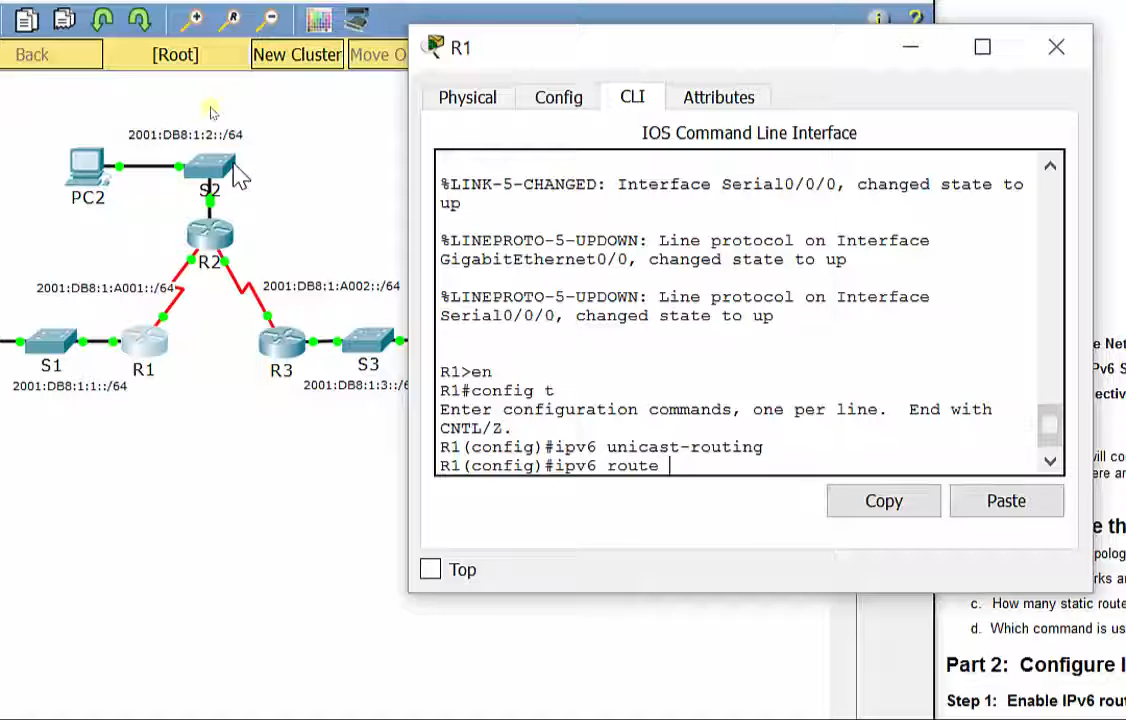 Back
[Root]
New Cluster
Move O
2001:DB8:1:2::/64
PC2
S2
R2
2001:DB8:1:A001::/64
2001:DB8:1:A002::/64
S1
R1
R3
S3
2001:DB8:1:1::/64
2001:DB8:1:3::/6
R1
Physical
Config
CLI
Attributes
IOS Command Line Interface
%LINK-5-CHANGED: Interface Serial0/0/0, changed state to
up
%LINEPROTO-5-UPDOWN: Line protocol on Interface
GigabitEthernet0/0, changed state to up
%LINEPROTO-5-UPDOWN: Line protocol on Interface
Serial0/0/0, changed state to up
R1>en
R1#config t
Enter configuration commands, one per line.  End with
CNTL/Z.
R1(config)#ipv6 unicast-routing
R1(config)#ipv6 route
Copy
Paste
Top
c. How many static route
d. Which command is us
Part 2: Configure I
Step 1: Enable IPv6 rou